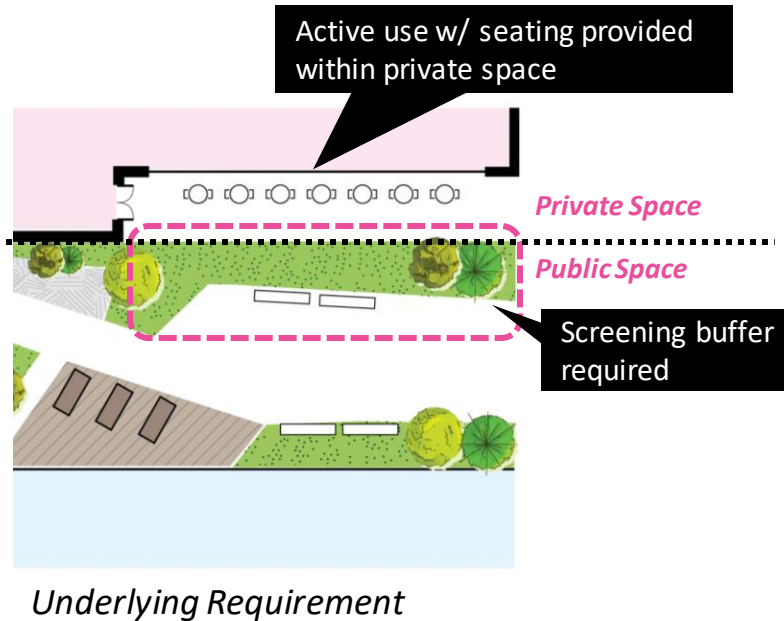 Active use w/ seating provided
within private space
Private Space
Public Space
Screening buffer
required
Underlying Requirement